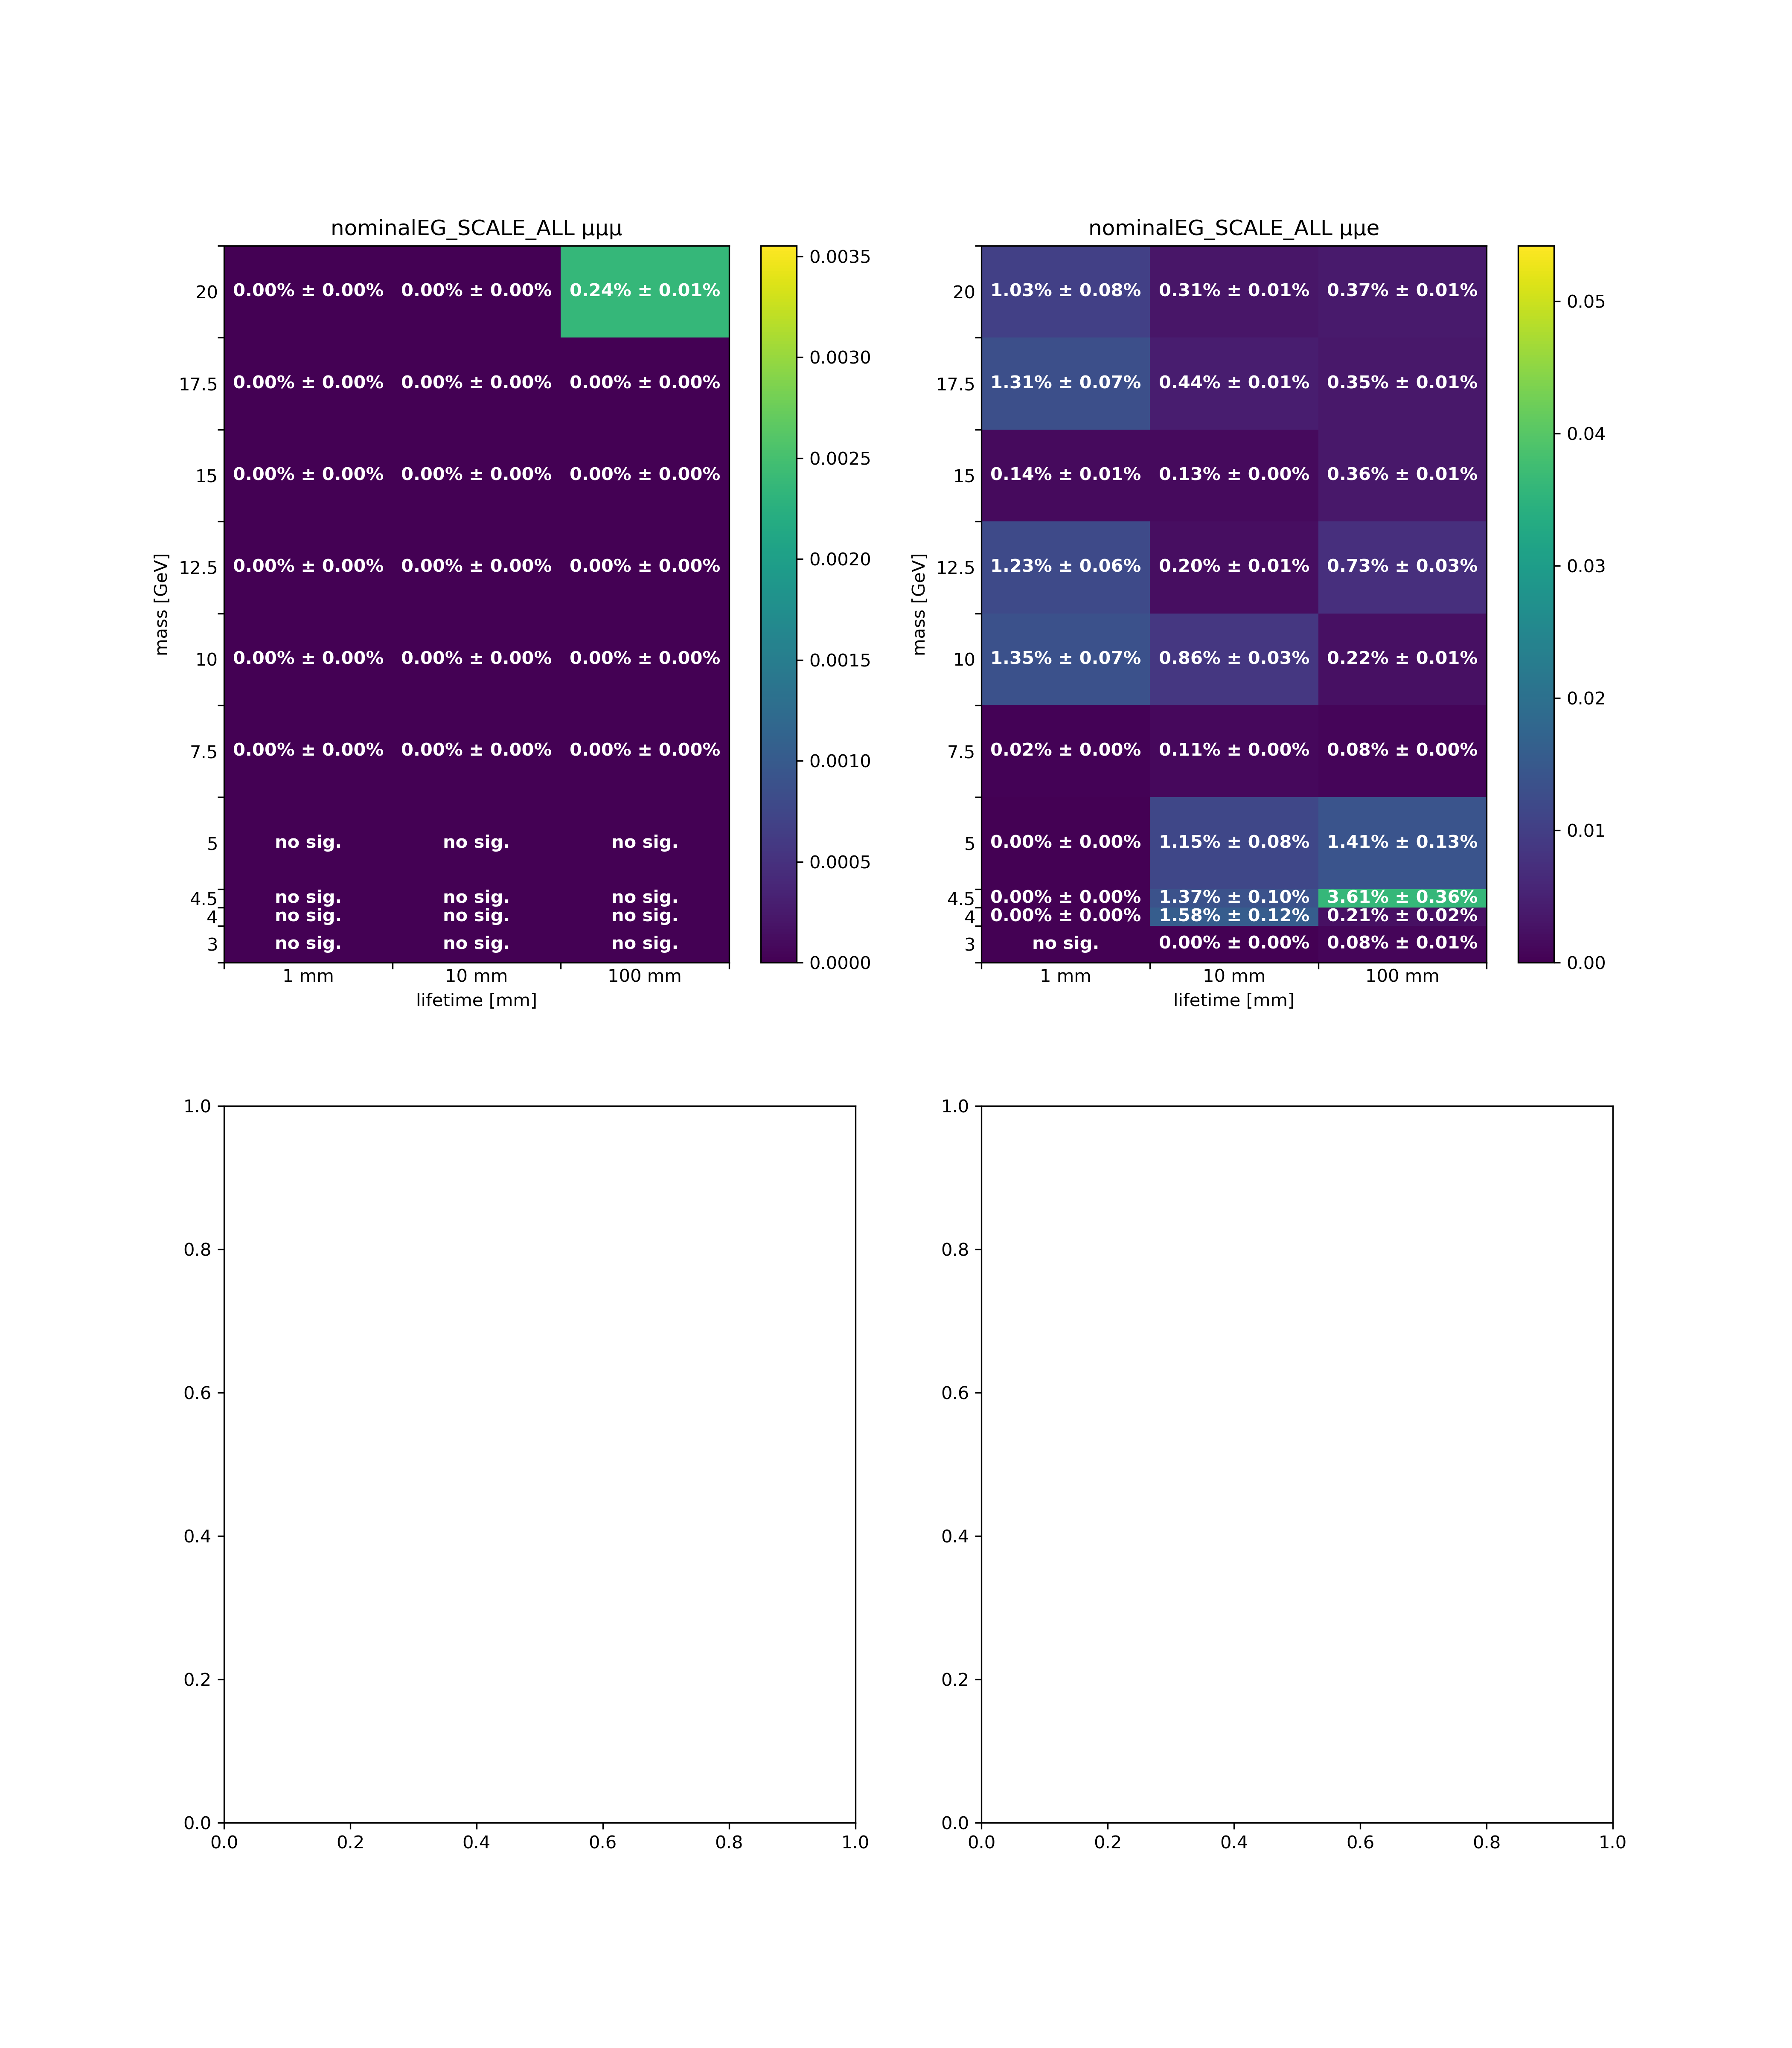 nominalEG_SCALE_ALL μμμ
mass [GeV]
20 0.00% ± 0.00% 0.00% ± 0.00% 0.24% ± 0.01%
17.5 0.00% ± 0.00% 0.00% ± 0.00% 0.00% ± 0.00%
15 0.00% ± 0.00% 0.00% ± 0.00% 0.00% ± 0.00%
12.5 0.00% ± 0.00% 0.00% ± 0.00% 0.00% ± 0.00%
10 0.00% ± 0.00% 0.00% ± 0.00% 0.00% ± 0.00%
7.5 0.00% ± 0.00% 0.00% ± 0.00% 0.00% ± 0.00%
5 no sig. no sig. no sig.
4.5 no sig. no sig. no sig.
4 no sig. no sig. no sig.
3 no sig. no sig. no sig.
1 mm 10 mm 100 mm
lifetime [mm]
0.0035
0.0030
0.0025
0.0020
0.0015
0.0010
0.0005
0.0000
nominalEG_SCALE_ALL μμe
mass [GeV]
20 1.03% ± 0.08% 0.31% ± 0.01% 0.37% ± 0.01%
17.5 1.31% ± 0.07% 0.44% ± 0.01% 0.35% ± 0.01%
15 0.14% ± 0.01% 0.13% ± 0.00% 0.36% ± 0.01%
12.5 1.23% ± 0.06% 0.20% ± 0.01% 0.73% ± 0.03%
10 1.35% ± 0.07% 0.86% ± 0.03% 0.22% ± 0.01%
7.5 0.02% ± 0.00% 0.11% ± 0.00% 0.08% ± 0.00%
5 0.00% ± 0.00% 1.15% ± 0.08% 1.41% ± 0.13%
4.5 0.00% ± 0.00% 1.37% ± 0.10% 3.61% ± 0.36%
4 0.00% ± 0.00% 1.58% ± 0.12% 0.21% ± 0.02%
3 no sig. 0.00% ± 0.00% 0.08% ± 0.01%
1 mm 10 mm 100 mm
lifetime [mm]
0.05
0.04
0.03
0.02
0.01
0.00
1.0
0.8
0.6
0.4
0.2
0.0
0.0 0.2 0.4 0.6 0.8 1.0
1.0
0.8
0.6
0.4
0.2
0.0
0.0 0.2 0.4 0.6 0.8 1.0